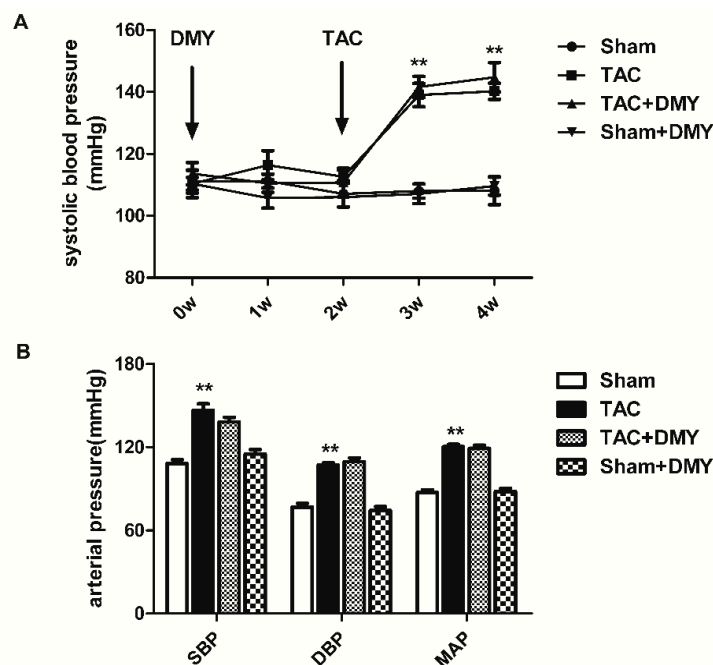 A
DMY
TAC
**
**
systolic blood pressure
(mmHg)
160
140
120
100
80
0w
1w
2w
3w
4w
Sham
TAC
TAC+DMY
Sham+DMY
B
arterial pressure(mmHg)
180
120
60
0
**
**
**
SBP
DBP
MAP
Sham
TAC
TAC+DMY
Sham+DMY